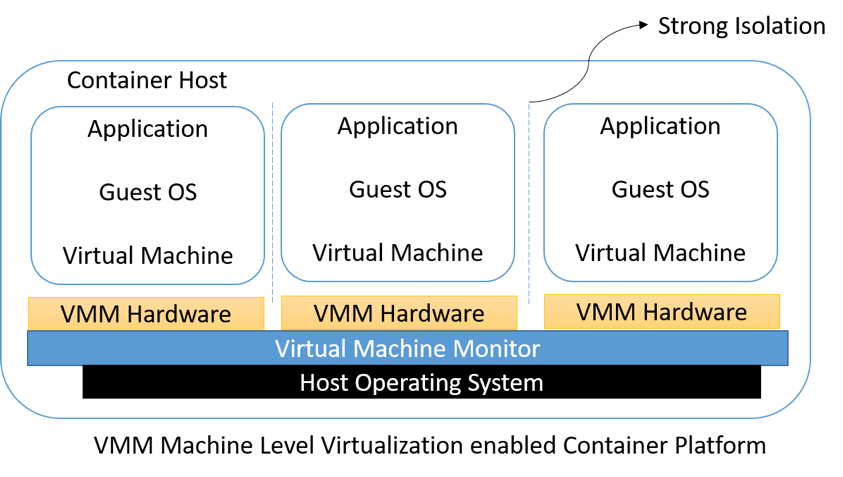 Strong Isolation
Container Host
Application
Guest OS
Virtual Machine
Application
Guest OS
Virtual Machine
Application
Guest OS
Virtual Machine
VMM Hardware
VMM Hardware
VMM Hardware
Virtual Machine Monitor
Host Operating System
VMM Machine Level Virtualization enabled Container Platform